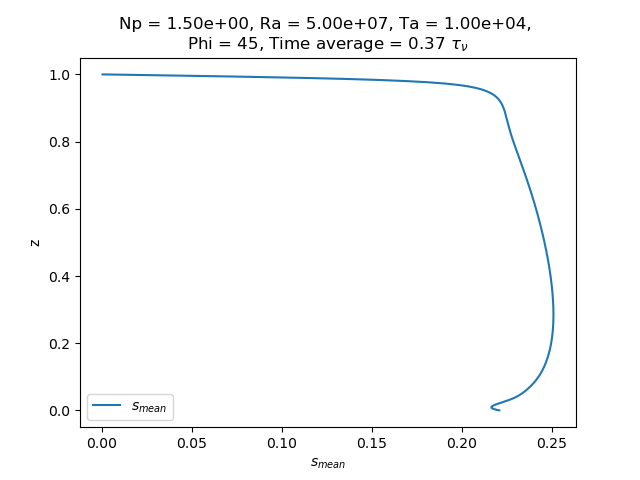 Np = 1.50e+00, Ra = 5.00e+07, Ta = 1.00e+04,
Phi = 45, Time average = 0.37 τν
1.0
0.8
0.6
z
0.4
0.2
0.0
smean
0.00 0.05 0.10 0.15 0.20 0.25
smean